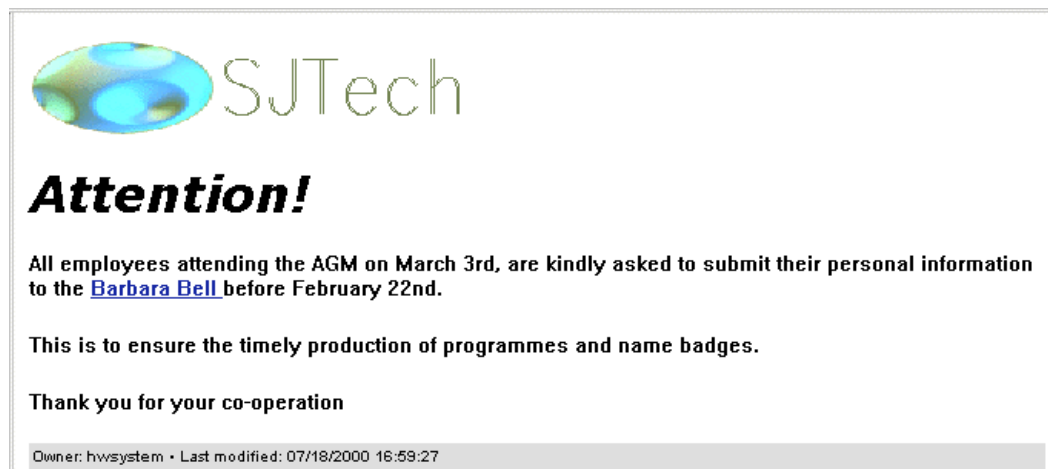 SJTech
Attention!
All employees attending the AGM on March 3rd, are kindly asked to submit their personal information
to the Barbara Bell before February 22nd.
This is to ensure the timely production of programmes and name badges.
Thank you for your co-operation
Owner: hwsystem • Last modified: 07/18/2000 16:59:27